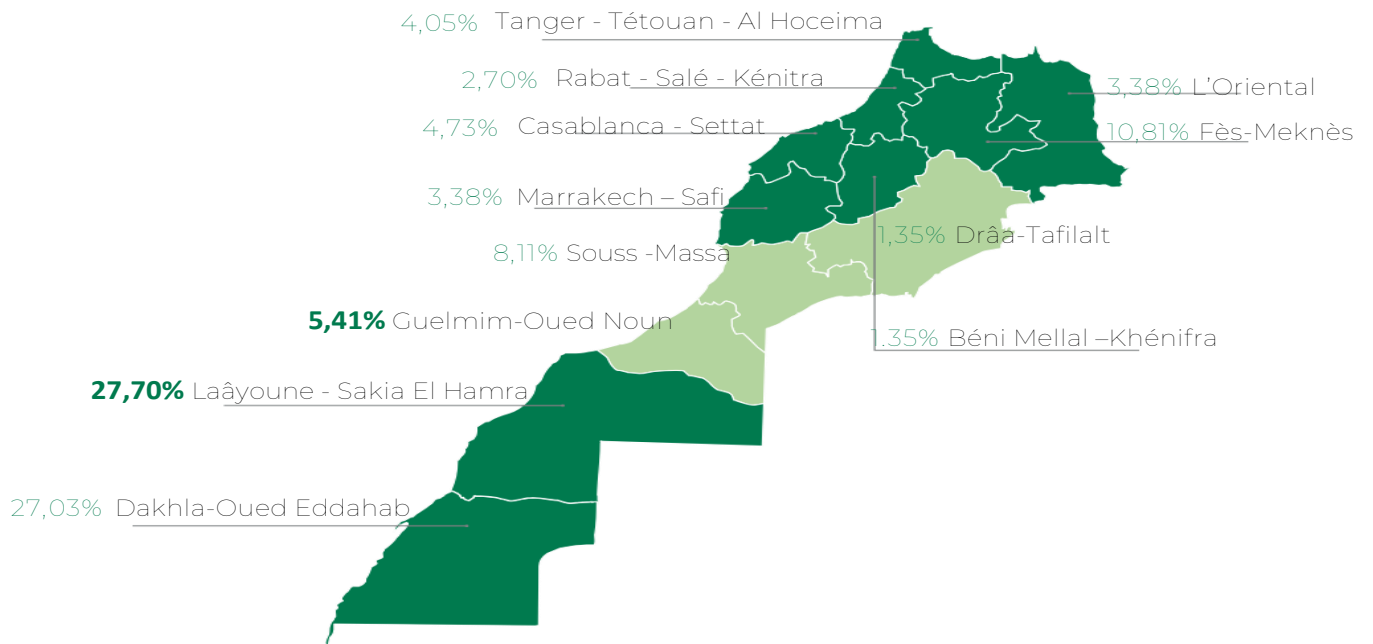 4,05% Tanger - Tétouan - Al Hoceima
2,70% Rabat - Salé - Kénitra
3,38% L'Oriental
4,73% Casablanca - Settat
10,81% Fès-Meknès
3,38% Marrakech – Safi
1,35% Drâa-Tafilalt
8,11% Souss -Massa
5,41% Guelmim-Oued Noun
1.35% Béni Mellal –Khénifra
27,70% Laâyoune - Sakia El Hamra
27,03% Dakhla-Oued Eddahab